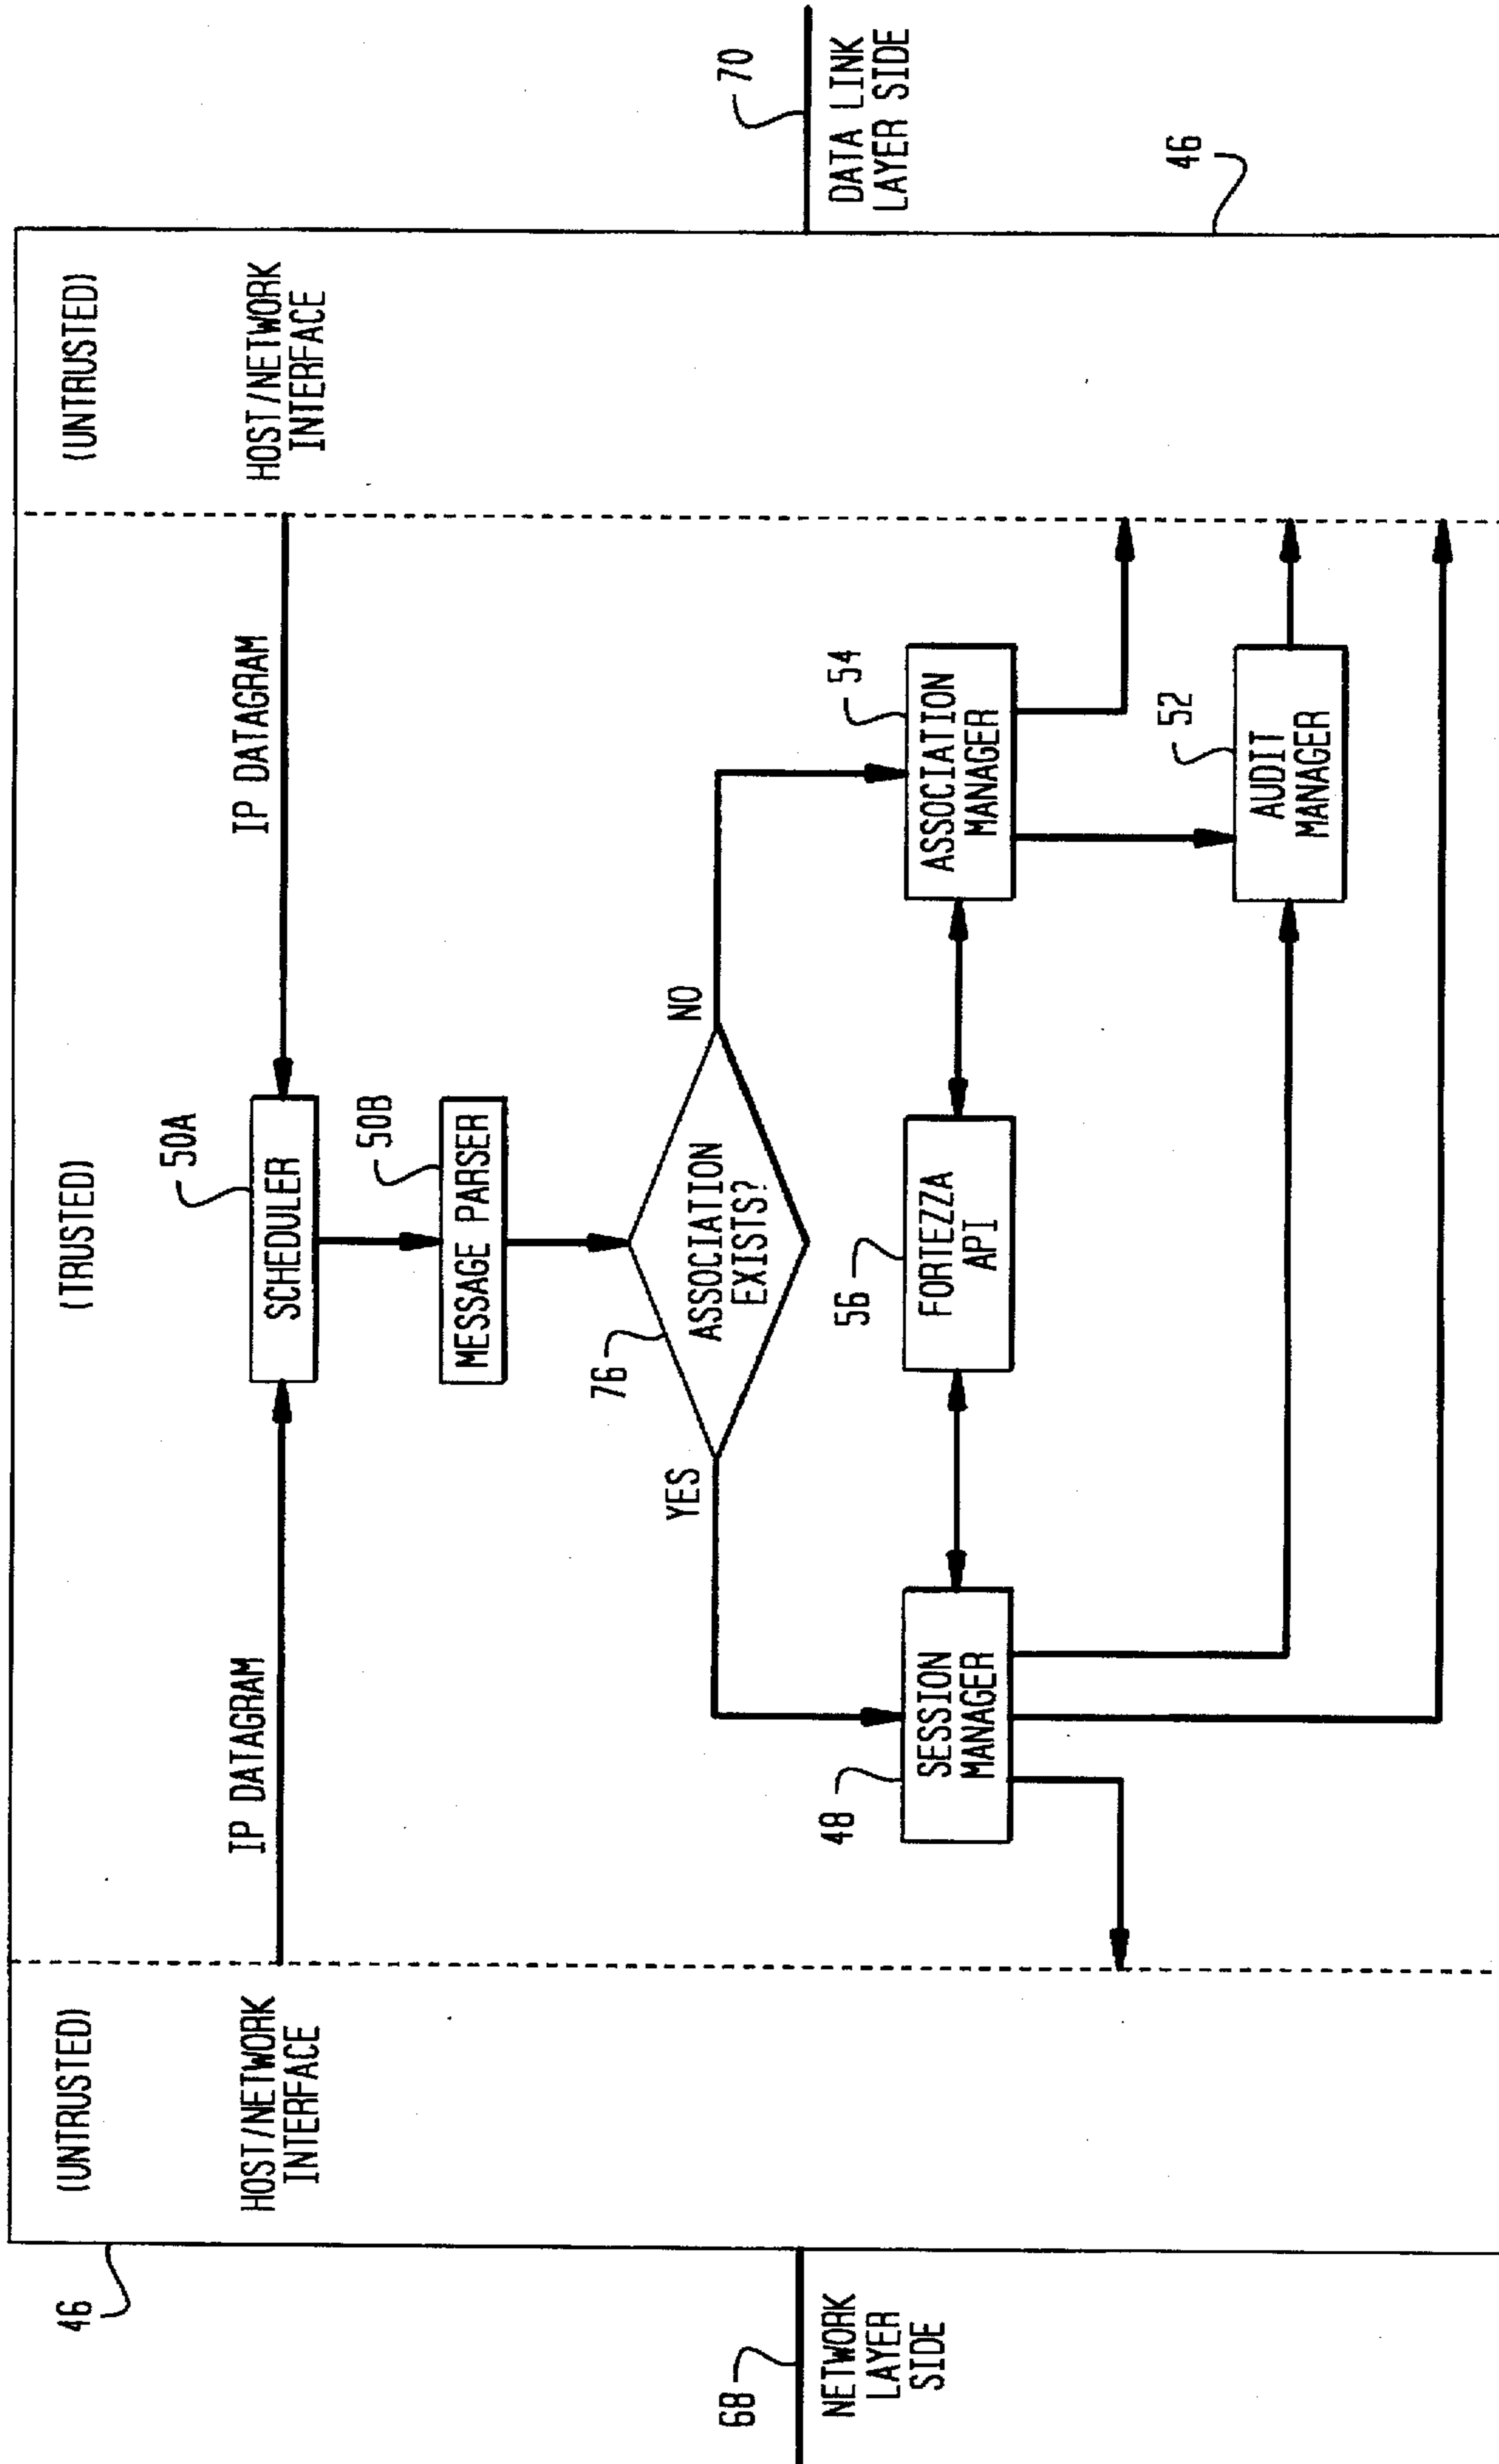 (UNTRUSTED)
(TRUSTED)
(UNTRUSTED)
46
HOST/NETWORK
INTERFACE
IP DATAGRAM
50A
SCHEDULER
IP DATAGRAM
HOST/NETWORK
INTERFACE
50B
MESSAGE PARSER
76
ASSOCIATION
EXISTS?
YES
NO
68
NETWORK
LAYER
SIDE
70
DATA LINK
LAYER SIDE
48
SESSION
MANAGER
56
FORTEZZA
API
54
ASSOCIATION
MANAGER
52
AUDIT
MANAGER
46